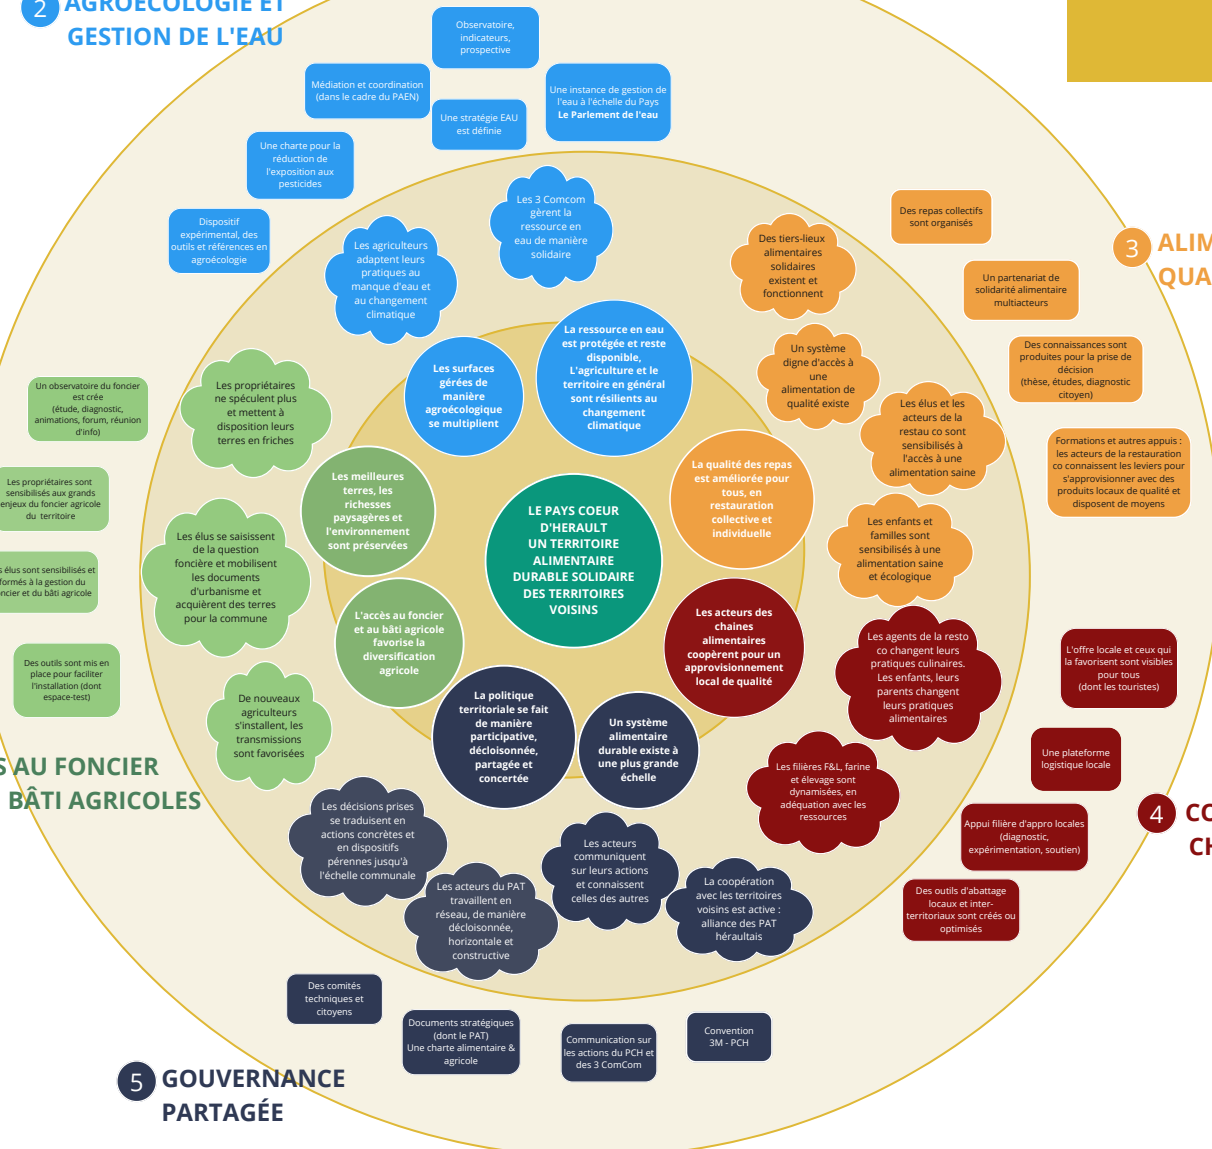 2
AGROÉCOLOGIE ET
GESTION DE L'EAU
Observatoire,
indicateurs,
prospective
Médiation et coordination
(dans le cadre du PAEN)
Une stratégie EAU
est définie
Une instance de gestion de
l'eau à l'échelle du Pays
Le Parlement de l'eau
Une charte pour la
réduction de
l'exposition aux
pesticides
Dispositif
expérimental, des
outils et références en
agroécologie
Les 3 Comcom
gèrent la
ressource en
eau de manière
solidaire
Les agriculteurs
adaptent leurs
pratiques au
manque d'eau et
au changement
climatique
Les surfaces
gérées de
manière
agroécologique
se multiplient
La ressource en eau
est protégée et reste
disponible,
L'agriculture et le
territoire en général
sont résilients au
changement
climatique
3
ALIM
QUA
Des repas collectifs
sont organisés
Un partenariat de
solidarité alimentaire
multiacteurs
Des connaissances sont
produites pour la prise de
décision
(thèse, études, diagnostic
citoyen)
Formations et autres appuis :
les acteurs de la restauration
co connaissent les leviers pour
s'approvisionner avec des
produits locaux de qualité et
disposent de moyens
Des tiers-lieux
alimentaires
solidaires
existent et
fonctionnent
Un système
digne d'accès à
une
alimentation de
qualité existe
Les élus et les
acteurs de la
restau co sont
sensibilisés à
l'accès à une
alimentation saine
Les enfants et
familles sont
sensibilisés à une
alimentation saine
et écologique
La qualité des repas
est améliorée pour
tous, en
restauration
collective et
individuelle
LE PAYS COEUR
D'HERAULT
UN TERRITOIRE
ALIMENTAIRE
DURABLE SOLIDAIRE
DES TERRITOIRES
VOISINS
Un observatoire du foncier
est crée
(étude, diagnostic,
animations, forum, réunion
d'info)
Les propriétaires sont
sensibilisés aux grands
enjeux du foncier agricole
du territoire
s élus sont sensibilisés et
formés à la gestion du
ncier et du bâti agricole
Des outils sont mis en
place pour faciliter
l'installation (dont
espace-test)
Les propriétaires
ne spéculent plus
et mettent à
disposition leurs
terres en friches
Les élus se saisissent
de la question
foncière et mobilisent
les documents
d'urbanisme et
acquièrent des terres
pour la commune
De nouveaux
agriculteurs
s'installent, les
transmissions
sont favorisées
Les meilleures
terres, les
richesses
paysagères et
l'environnement
sont préservées
L'accès au foncier
et au bâti agricole
favorise la
diversification
agricole
S AU FONCIER
BÂTI AGRICOLES
Les acteurs des
chaines
alimentaires
coopèrent pour un
approvisionnement
local de qualité
Les agents de la resto
co changent leurs
pratiques culinaires.
Les enfants, leurs
parents changent
leurs pratiques
alimentaires
Les filières F&L, farine
et élevage sont
dynamisées, en
adéquation avec les
ressources
L'offre locale et ceux qui
la favorisent sont visibles
pour tous
(dont les touristes)
Une plateforme
logistique locale
Appui filière d'appro locales
(diagnostic,
expérimentation, soutien)
Des outils d'abattage
locaux et inter-
territoriaux sont créés ou
optimisés
4
CO
CH
La politique
territoriale se fait
de manière
participative,
décloisonnée,
partagée et
concertée
Un système
alimentaire
durable existe à
une plus grande
échelle
Les décisions prises
se traduisent en
actions concrètes et
en dispositifs
pérennes jusqu'à
l'échelle communale
Les acteurs du PAT
travaillent en
réseau, de manière
décloisonnée,
horizontale et
constructive
Les acteurs
communiquent
sur leurs actions
et connaissent
celles des autres
La coopération
avec les territoires
voisins est active :
alliance des PAT
héraultais
Des comités
techniques et
citoyens
Documents stratégiques
(dont le PAT)
Une charte alimentaire &
agricole
Communication sur
les actions du PCH et
des 3 ComCom
Convention
3M - PCH
5
GOUVERNANCE
PARTAGÉE